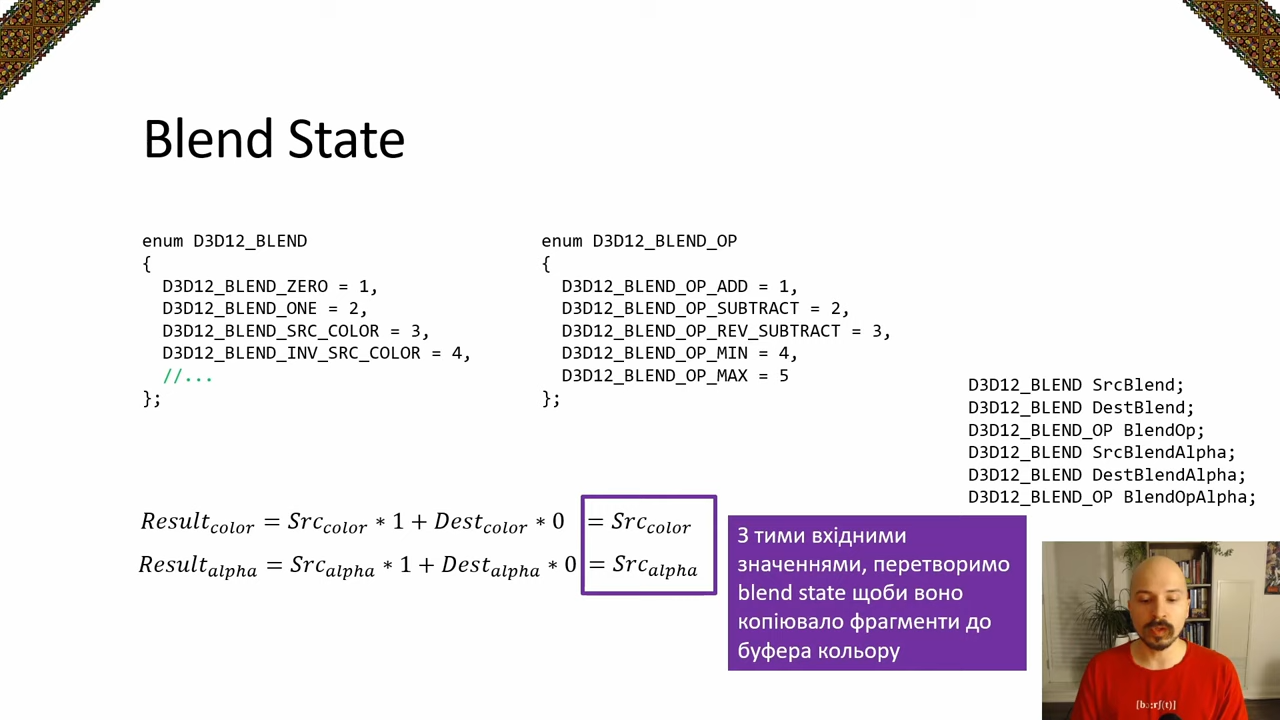 Blend State
enum D3D12_BLEND
{
D3D12_BLEND_ZERO = 1,
D3D12_BLEND_ONE = 2,
D3D12_BLEND_SRC_COLOR = 3,
D3D12_BLEND_INV_SRC_COLOR = 4,
//...
};
enum D3D12_BLEND_OP
{
D3D12_BLEND_OP_ADD = 1,
D3D12_BLEND_OP_SUBTRACT = 2,
D3D12_BLEND_OP_REV_SUBTRACT = 3,
D3D12_BLEND_OP_MIN = 4,
D3D12_BLEND_OP_MAX = 5
};
D3D12_BLEND SrcBlend;
D3D12_BLEND DestBlend;
D3D12_BLEND_OP BlendOp;
D3D12_BLEND SrcBlendAlpha;
D3D12_BLEND DestBlendAlpha;
D3D12_BLEND_OP BlendOpAlpha;
Result_color = Src_color * 1 + Dest_color * 0 = Src_color
Result_alpha = Src_alpha * 1 + Dest_alpha * 0 = Src_alpha
З тими вхідними
значеннями, перетворимо
blend state щоби воно
копіювало фрагменти до
буфера кольору